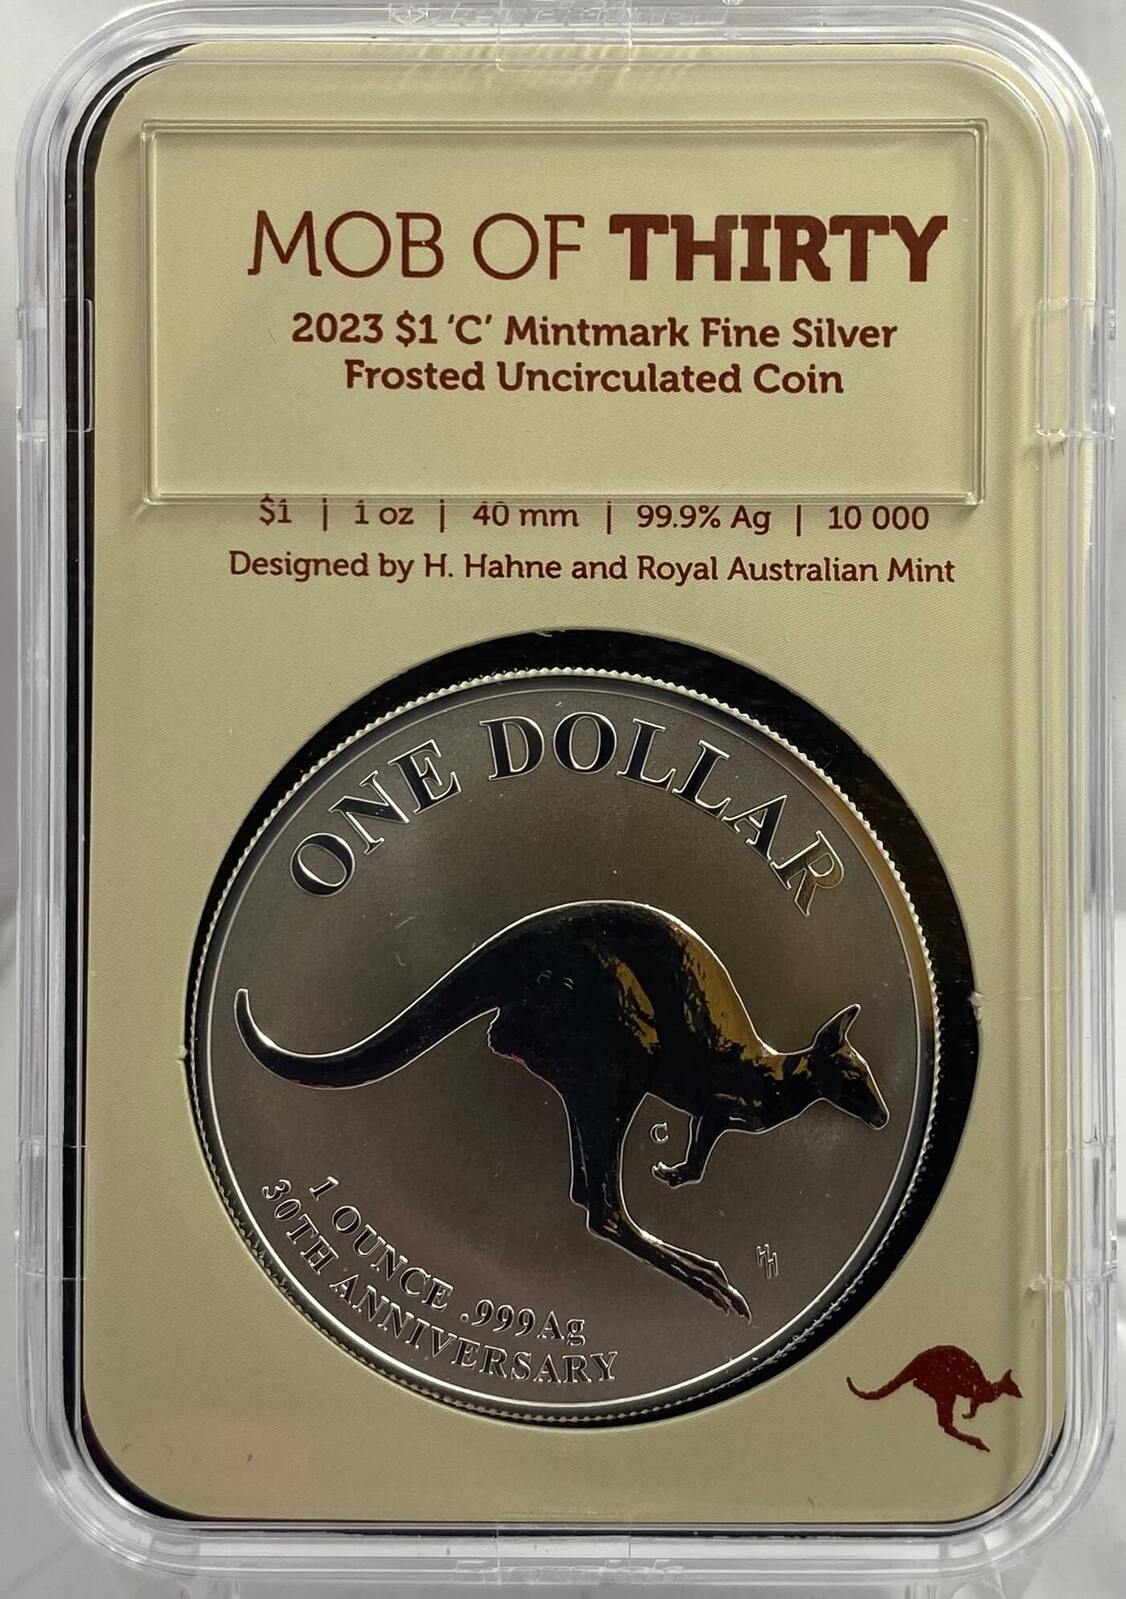 MOB OF THIRTY
2023 $1 'C' Mintmark Fine Silver
Frosted Uncirculated Coin
$1 | 1 oz | 40 mm | 99.9% Ag | 10 000
Designed by H. Hahne and Royal Australian Mint
ONE DOLLAR
C
HH
1 OUNCE .999Ag
30TH ANNIVERSARY